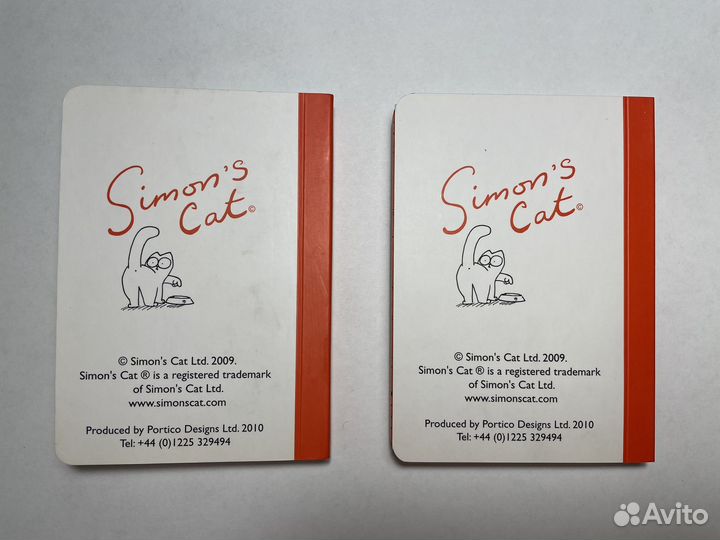 Simon's
Cat©
© Simon's Cat Ltd. 2009.
Simon's Cat ® is a registered trademark
of Simon's Cat Ltd.
www.simonscat.com
Produced by Portico Designs Ltd. 2010
Tel: +44 (0)1225 329494
Simon's
Cat©
© Simon's Cat Ltd. 2009.
Simon's Cat ® is a registered trademark
of Simon's Cat Ltd.
www.simonscat.com
Produced by Portico Designs Ltd. 2010
Tel: +44 (0)1225 329494
Avito